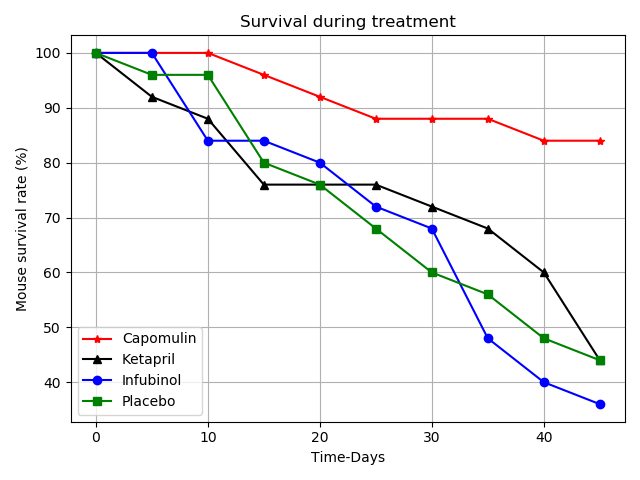 Survival during treatment
Mouse survival rate (%)
100
90
80
70
60
50
40
Capomulin
Ketapril
Infubinol
Placebo
0
10
20
30
40
Time-Days